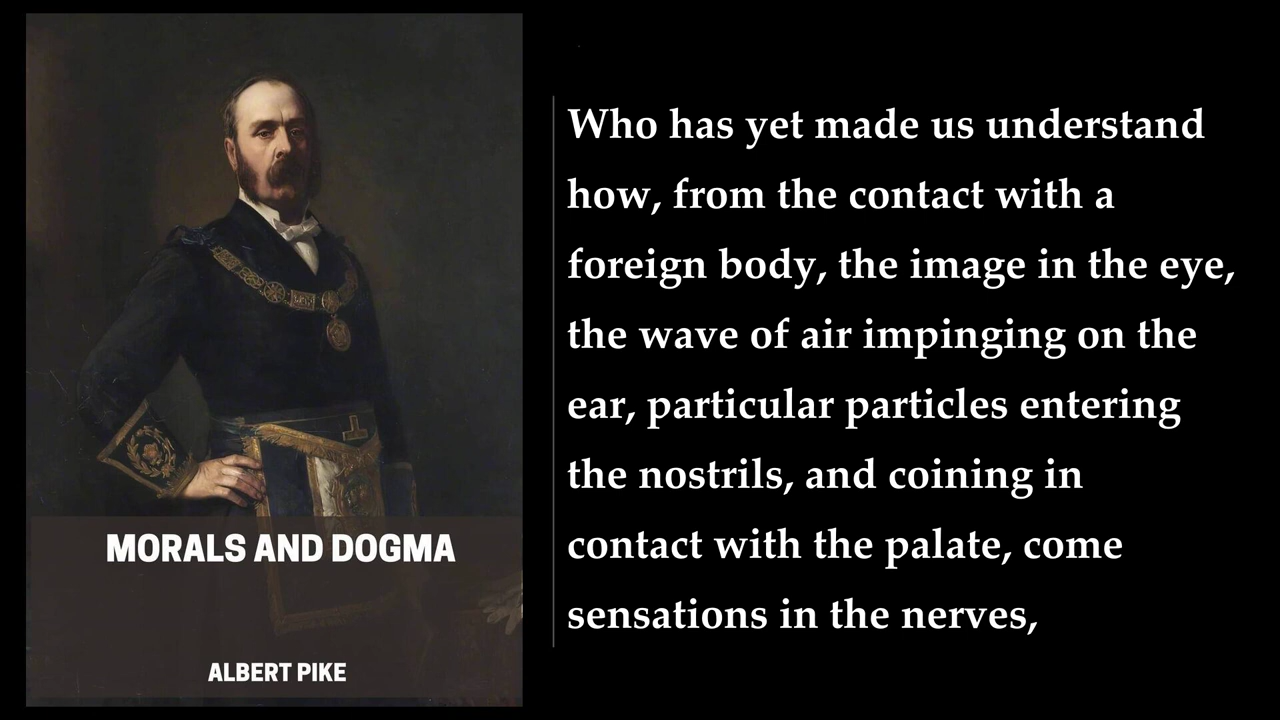 MORALS AND DOGMA
ALBERT PIKE
Who has yet made us understand
how, from the contact with a
foreign body, the image in the eye,
the wave of air impinging on the
ear, particular particles entering
the nostrils, and coining in
contact with the palate, come
sensations in the nerves,